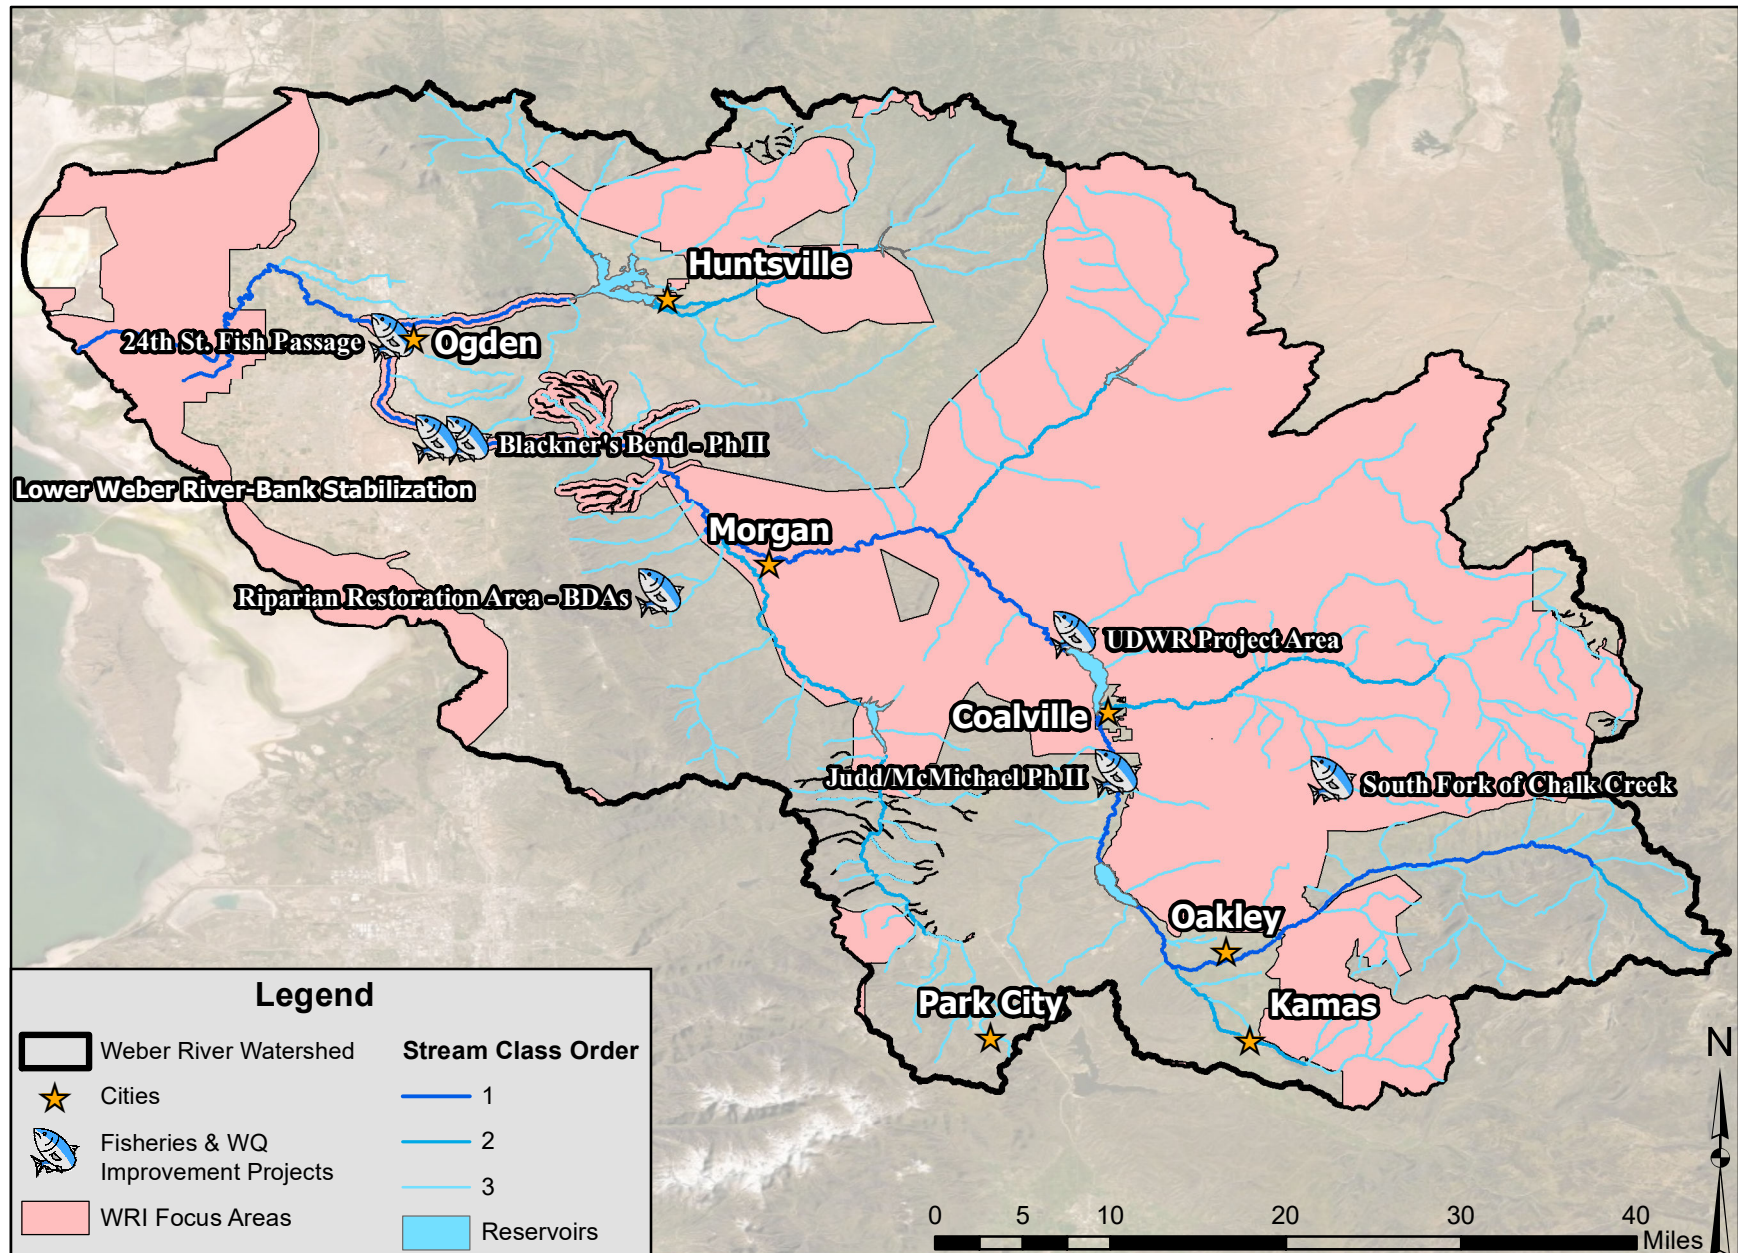 Huntsville
24th St. Fish Passage
Ogden
Blackner's Bend - Ph II
Lower Weber River-Bank Stabilization
Morgan
Riparian Restoration Area - BDAs
UDWR Project Area
Coalville
Judd/McMichael Ph II
South Fork of Chalk Creek
Oakley
Park City
Kamas
Legend
Weber River Watershed
Cities
Fisheries & WQ
Improvement Projects
WRI Focus Areas
Stream Class Order
1
2
3
Reservoirs
N
0 5 10 20 30 40
Miles